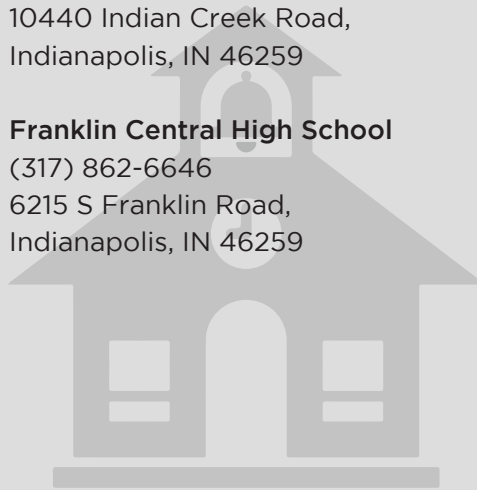 10440 Indian Creek Road,
Indianapolis, IN 46259
Franklin Central High School
(317) 862-6646
6215 S Franklin Road,
Indianapolis, IN 46259